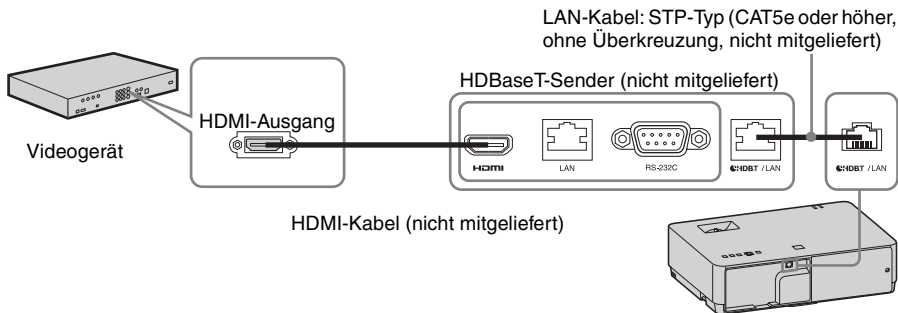 LAN-Kabel: STP-Typ (CAT5e oder höher,
ohne Überkreuzung, nicht mitgeliefert)
HDBaseT-Sender (nicht mitgeliefert)
HDMI-Ausgang
Videogerät
HDMI
LAN
RS-232C
HDBT / LAN
HDBT / LAN
HDMI-Kabel (nicht mitgeliefert)